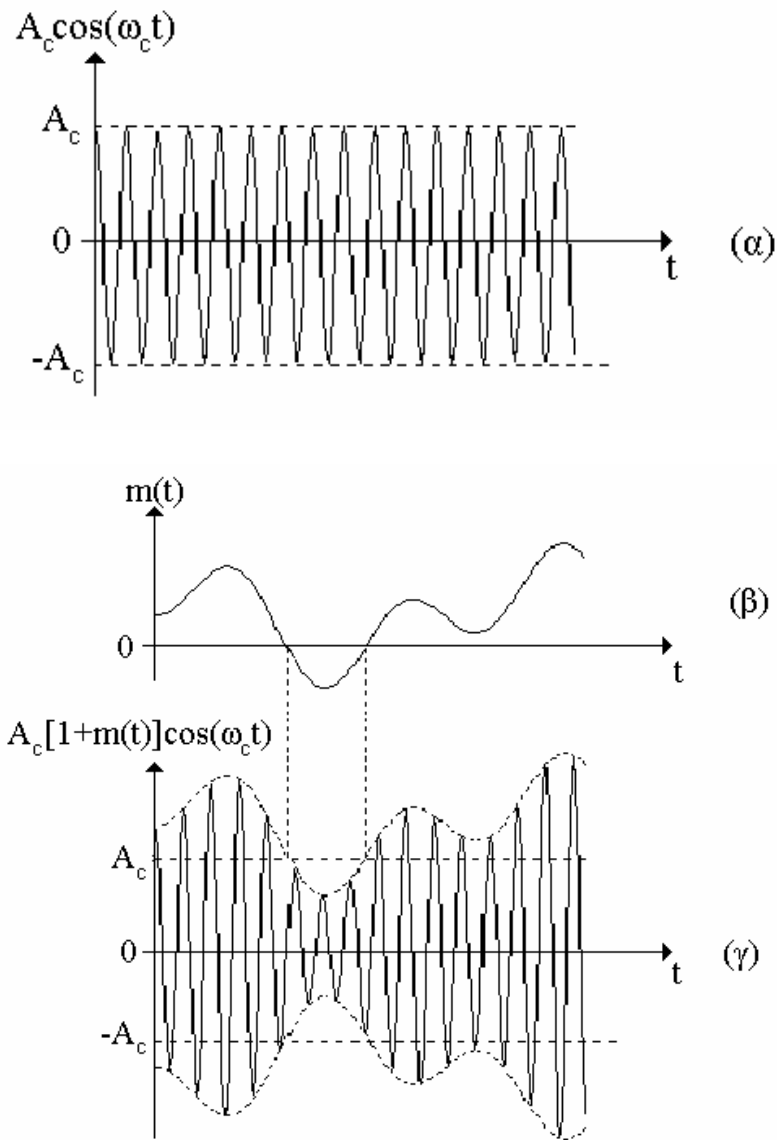 A_c cos(ω_c t)
A_c
0
t
(α)
-A_c
m(t)
(β)
0
t
A_c[1+m(t)]cos(ω_c t)
A_c
0
t
(γ)
-A_c